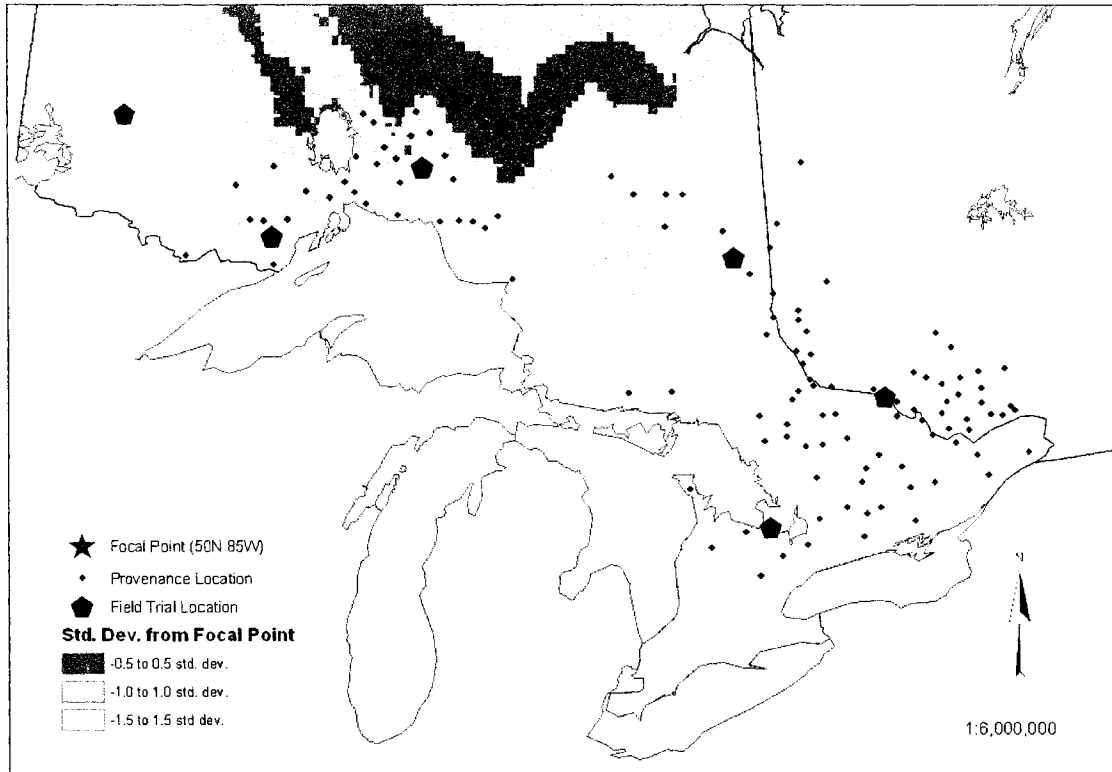 Focal Point (50N 85W)
Provenance Location
Field Trial Location
Std. Dev. from Focal Point
-0.5 to 0.5 std. dev.
-1.0 to 1.0 std. dev.
-1.5 to 1.5 std dev.
N
1:6,000,000